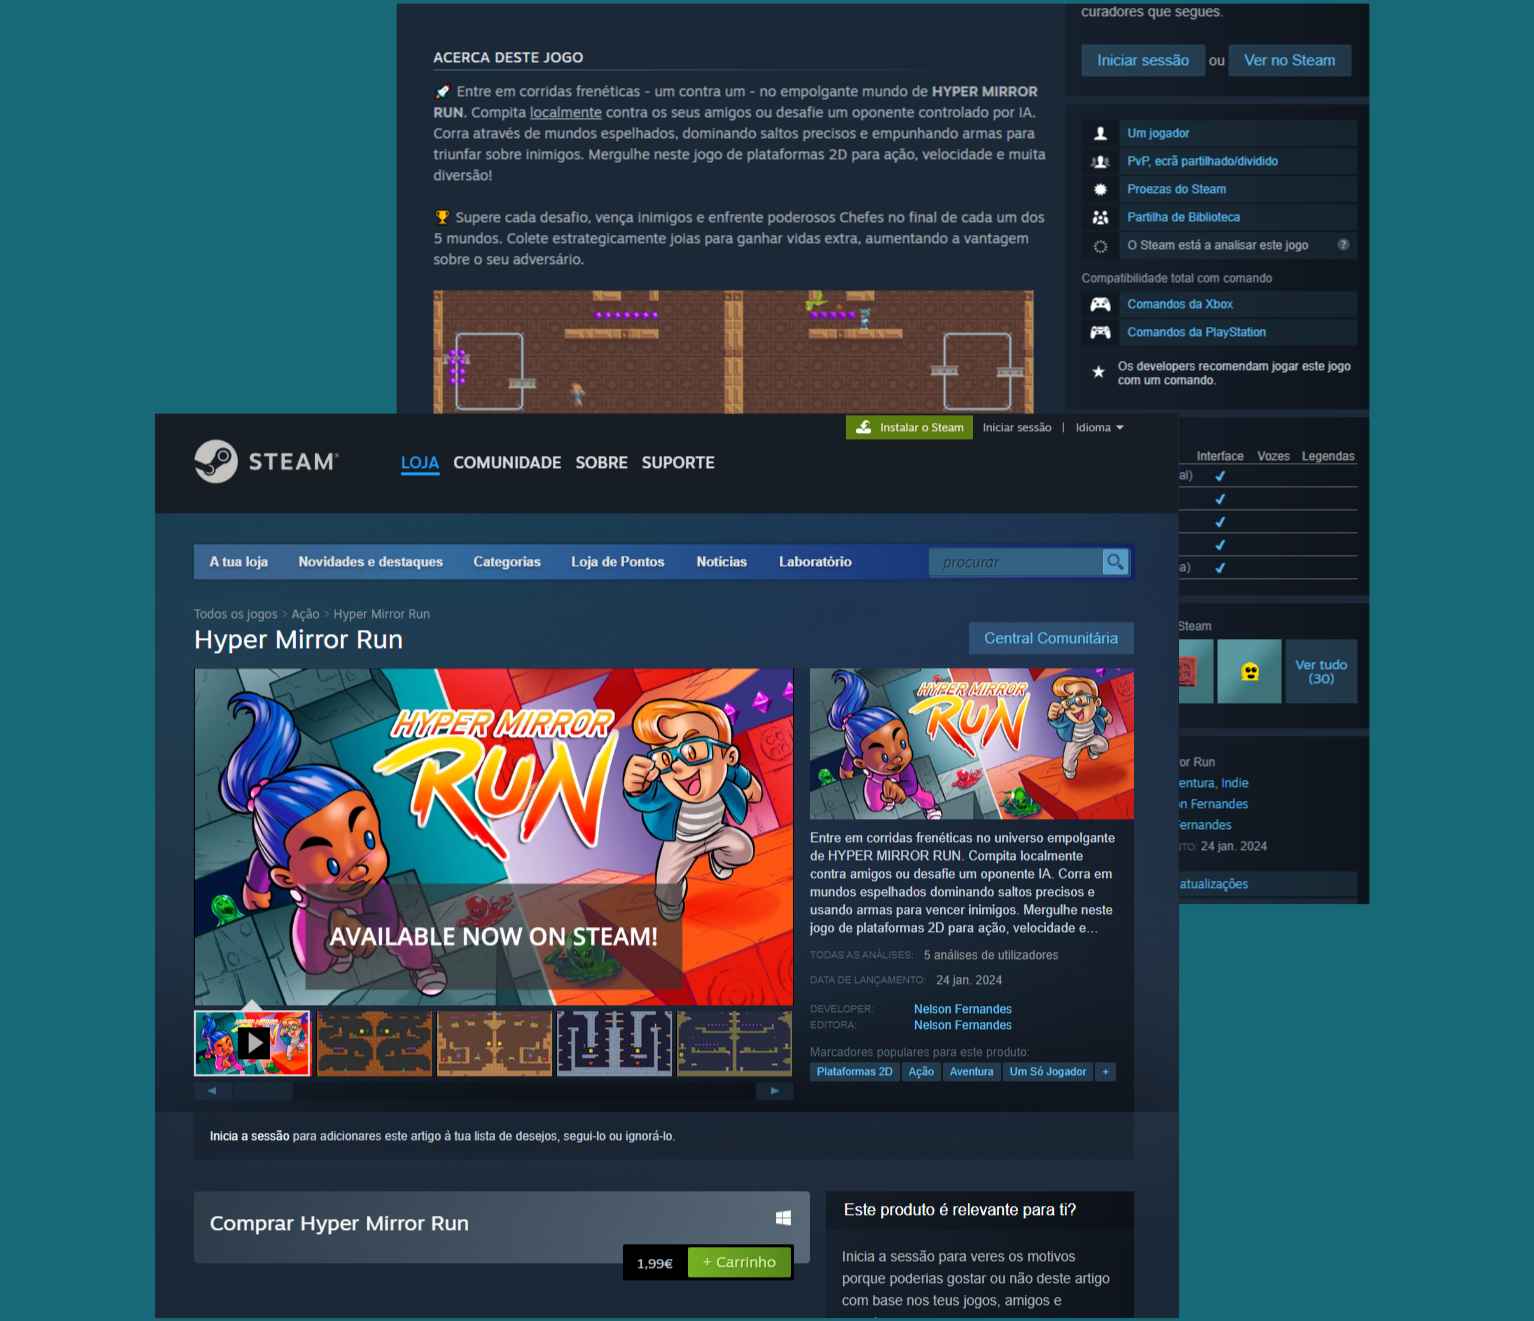 curadores que segues.
Iniciar sessão ou Ver no Steam
ACERCA DESTE JOGO
Entre em corridas frenéticas - um contra um - no empolgante mundo de HYPER MIRROR
RUN. Compita localmente contra os seus amigos ou desafie um oponente controlado por IA.
Corra através de mundos espelhados, dominando saltos precisos e empunhando armas para
triunfar sobre inimigos. Mergulhe neste jogo de plataformas 2D para ação, velocidade e muita
diversão!
Supere cada desafio, vença inimigos e enfrente poderosos Chefes no final de cada um dos
5 mundos. Colete estrategicamente joias para ganhar vidas extra, aumentando a vantagem
sobre o seu adversário.
Um jogador
PvP, ecrã partilhado/dividido
Proezas do Steam
Partilha de Biblioteca
O Steam está a analisar este jogo ?
Compatibilidade total com comando
Comandos da Xbox
Comandos da PlayStation
Os developers recomendam jogar este jogo
com um comando.
Interface Vozes Legendas
al)
a)
Steam
Ver tudo
(30)
or Run
entura, Indie
on Fernandes
Fernandes
NTO: 24 jan. 2024
atualizações
Instalar o Steam Iniciar sessão | Idioma
STEAM®
LOJA COMUNIDADE SOBRE SUPORTE
A tua loja Novidades e destaques Categorias Loja de Pontos Notícias Laboratório procurar
Todos os jogos > Ação > Hyper Mirror Run
Hyper Mirror Run
Central Comunitária
HYPER MIRROR
RUN
AVAILABLE NOW ON STEAM!
HYPER MIRROR
RUN
Entre em corridas frenéticas no universo empolgante
de HYPER MIRROR RUN. Compita localmente
contra amigos ou desafie um oponente IA. Corra em
mundos espelhados dominando saltos precisos e
usando armas para vencer inimigos. Mergulhe neste
jogo de plataformas 2D para ação, velocidade e...
TODAS AS ANÁLISES: 5 análises de utilizadores
DATA DE LANÇAMENTO: 24 jan. 2024
DEVELOPER: Nelson Fernandes
EDITORA: Nelson Fernandes
Marcadores populares para este produto:
Plataformas 2D Ação Aventura Um Só Jogador +
Inicia a sessão para adicionares este artigo à tua lista de desejos, segui-lo ou ignorá-lo.
Comprar Hyper Mirror Run
1,99€ + Carrinho
Este produto é relevante para ti?
Inicia a sessão para veres os motivos
porque poderias gostar ou não deste artigo
com base nos teus jogos, amigos e